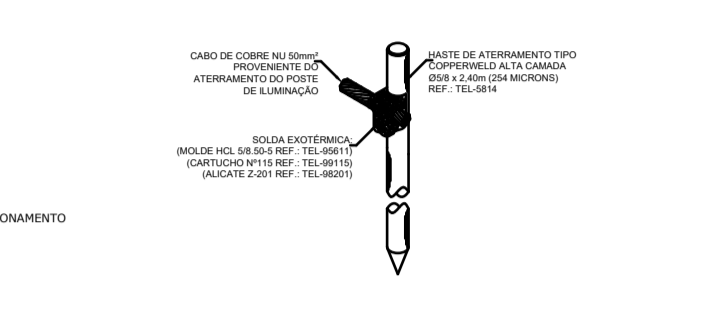 CABO DE COBRE NU 50mm²
PROVENIENTE DO
ATERRAMENTO DO POSTE
DE ILUMINAÇÃO
HASTE DE ATERRAMENTO TIPO
COPPERWELD ALTA CAMADA
Ø5/8 x 2,40m (254 MICRONS)
REF.: TEL-5814
SOLDA EXOTÉRMICA:
(MOLDE HCL 5/8.50-5 REF.: TEL-95611)
(CARTUCHO Nº115 REF.: TEL-99115)
(ALICATE Z-201 REF.: TEL-98201)
ONAMENTO